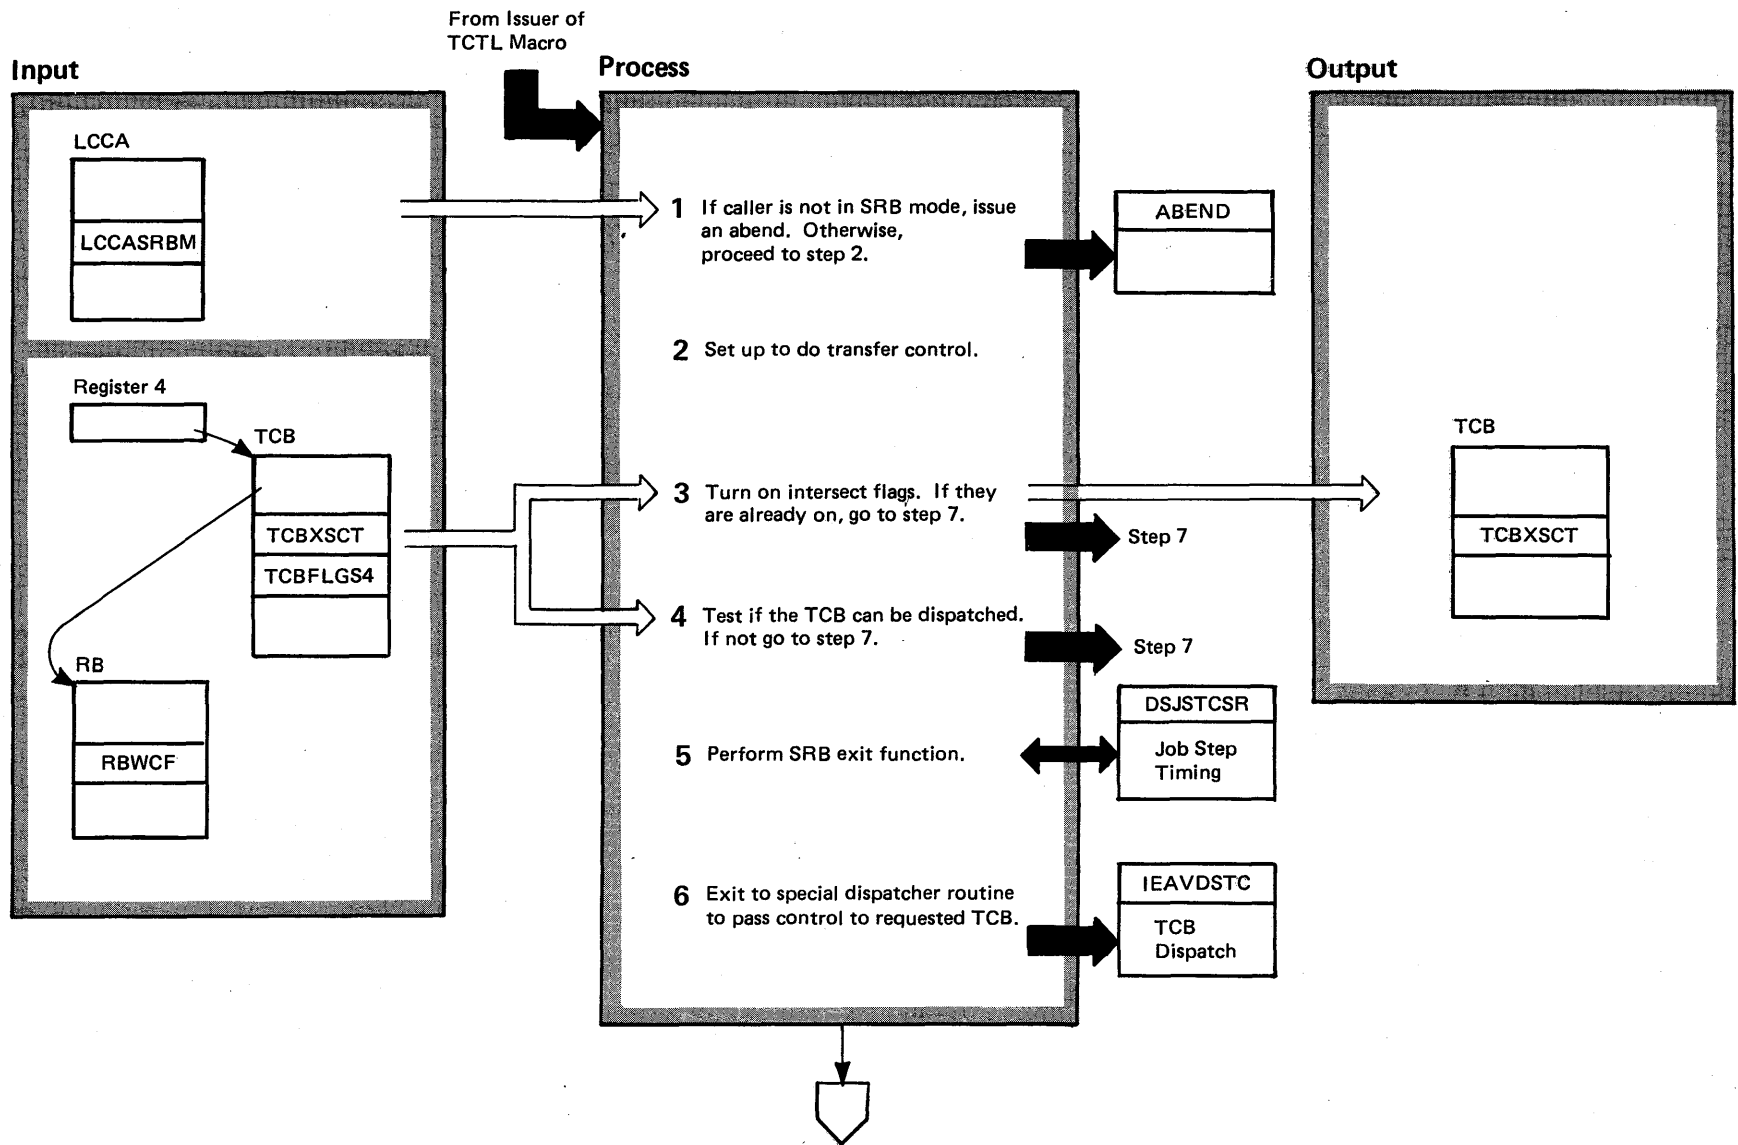 From Issuer of
TCTL Macro
Input
Process
Output
LCCA
LCCASRBM
1 If caller is not in SRB mode, issue
an abend. Otherwise,
proceed to step 2.
ABEND
2 Set up to do transfer control.
Register 4
TCB
TCBXSCT
TCBFLGS4
RB
RBWCF
3 Turn on intersect flags. If they
are already on, go to step 7.
Step 7
TCB
TCBXSCT
4 Test if the TCB can be dispatched.
If not go to step 7.
Step 7
5 Perform SRB exit function.
DSJSTCSR
Job Step
Timing
6 Exit to special dispatcher routine
to pass control to requested TCB.
IEAVDSTC
TCB
Dispatch